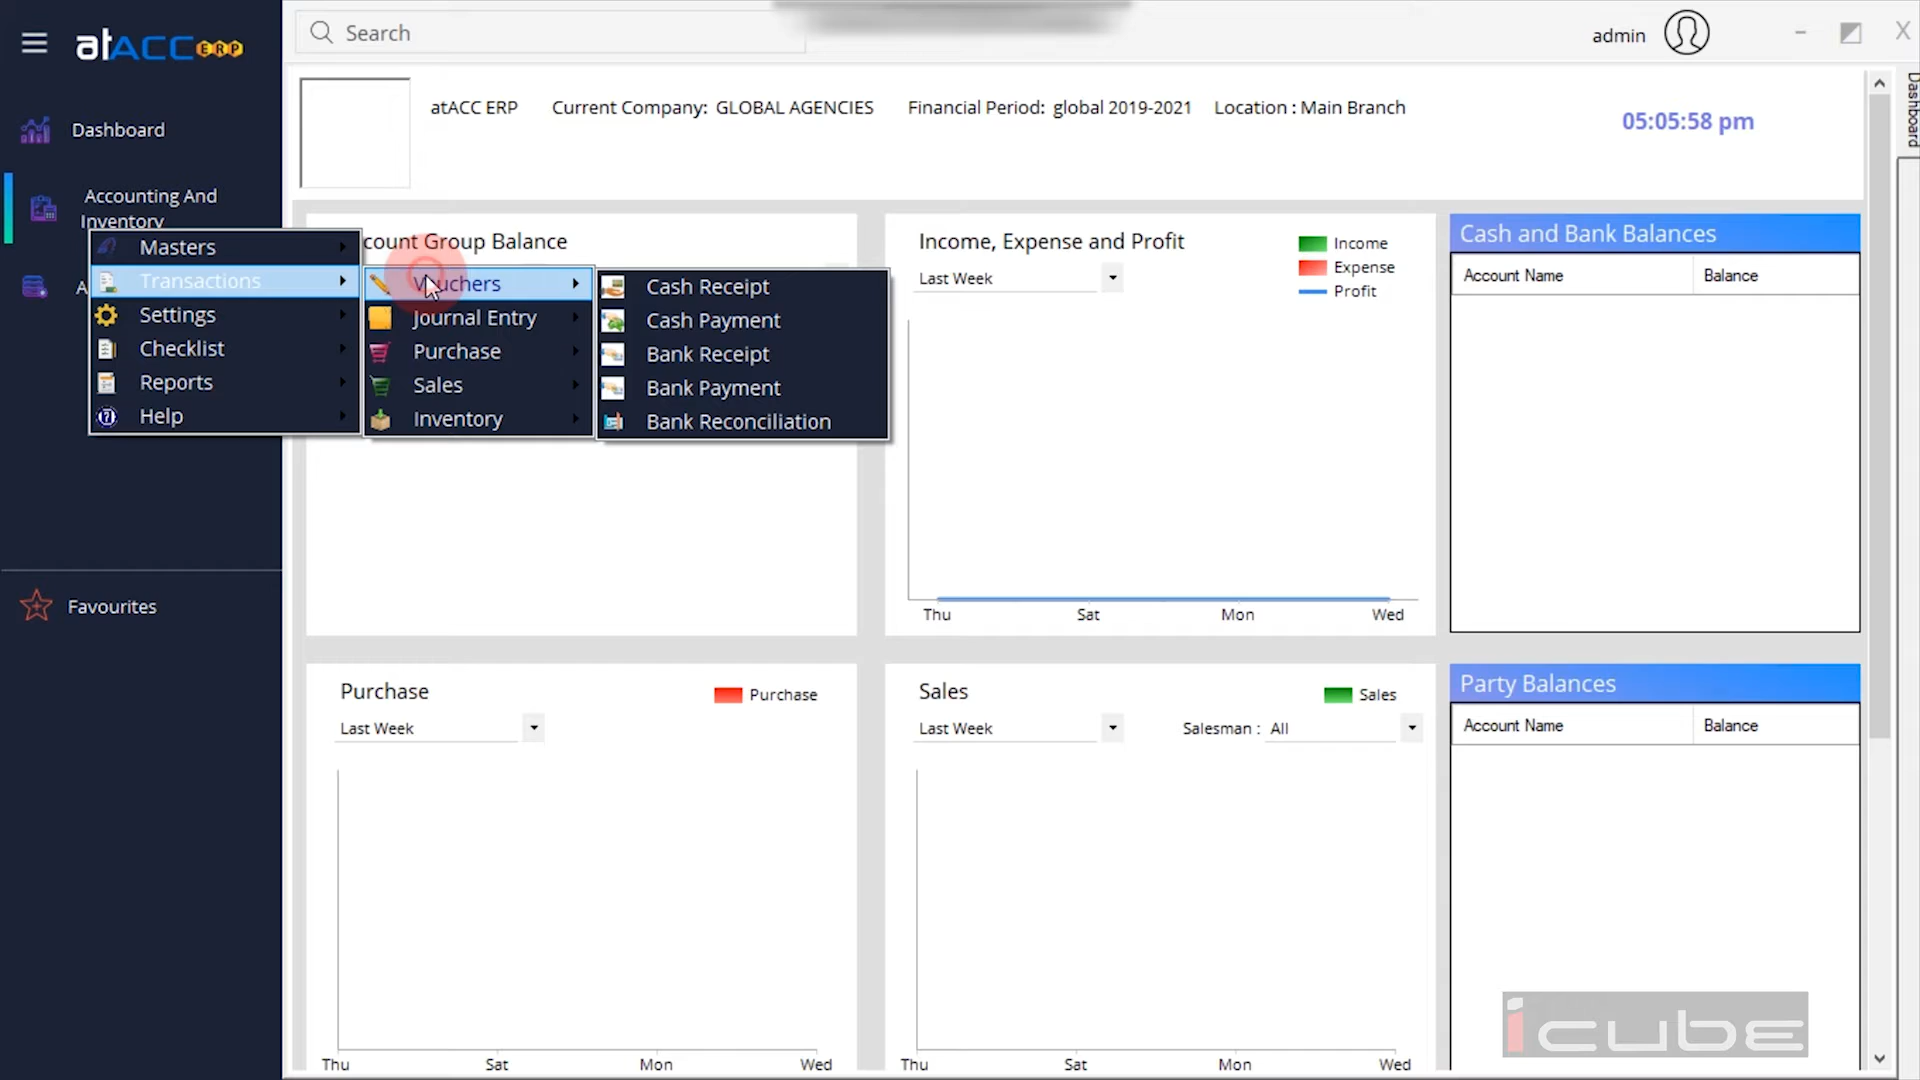 atACC ERP
Search
admin
X
Dashboard
Accounting And
Inventory
A
Favourites
Masters
Transactions
Settings
Checklist
Reports
Help
Vouchers
Journal Entry
Purchase
Sales
Inventory
Cash Receipt
Cash Payment
Bank Receipt
Bank Payment
Bank Reconciliation
atACC ERP Current Company: GLOBAL AGENCIES Financial Period: global 2019-2021 Location : Main Branch
05:05:58 pm
Dashboard
count Group Balance
Income, Expense and Profit
Last Week
Income
Expense
Profit
Thu Sat Mon Wed
Cash and Bank Balances
Account Name Balance
Purchase
Last Week
Purchase
Thu Sat Mon Wed
Sales
Last Week
Sales
Salesman : All
Thu Sat Mon Wed
Party Balances
Account Name Balance
icube